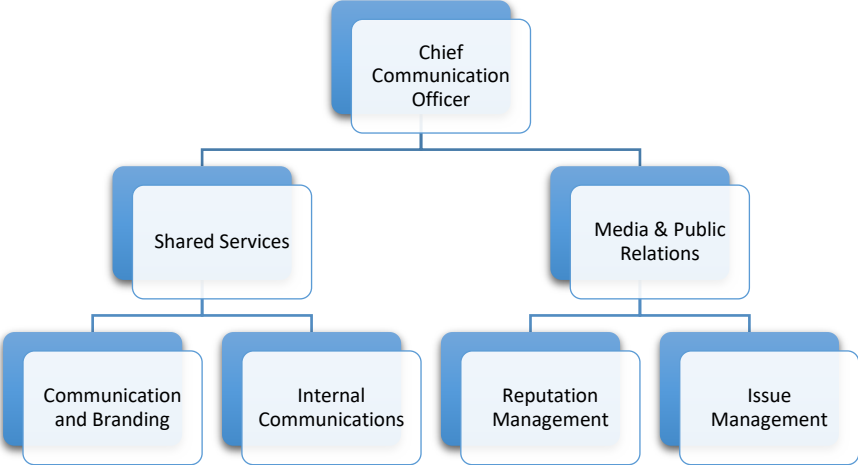 Chief
Communication
Officer
Shared Services
Media & Public
Relations
Communication
and Branding
Internal
Communications
Reputation
Management
Issue
Management